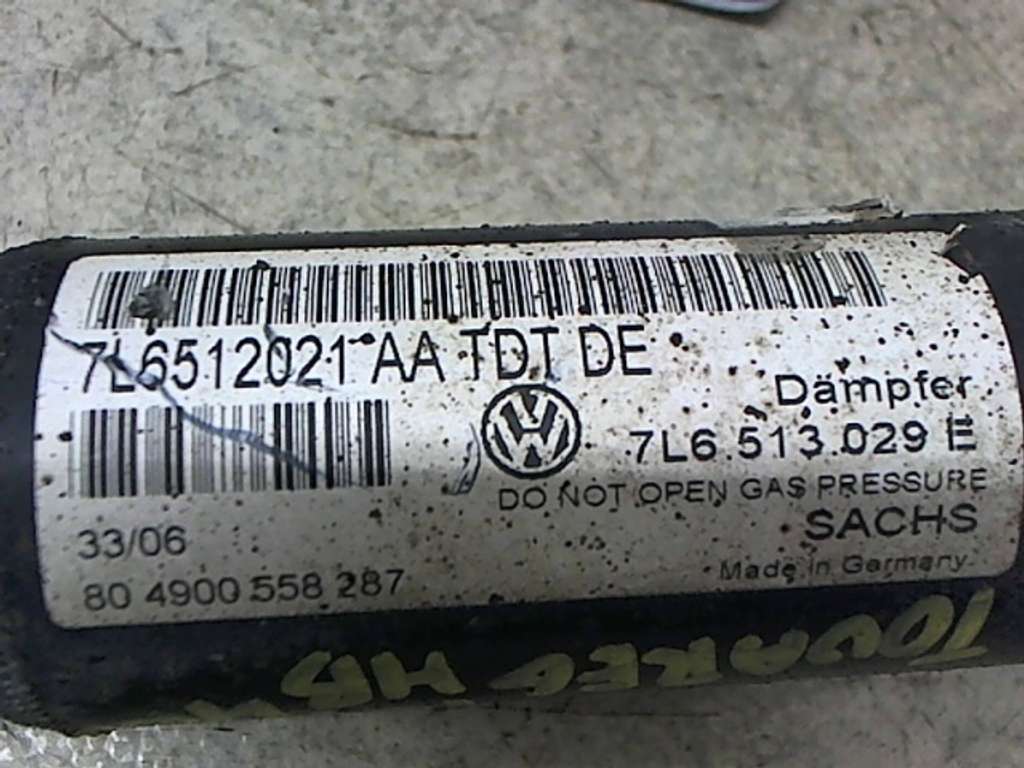 7L6512021 AA TDT DE
Dämpfer
7L6.513.029 E
DO NOT OPEN GAS PRESSURE
SACHS
33/06
Made in Germany
80 4900 558 287
TOUAREG HD